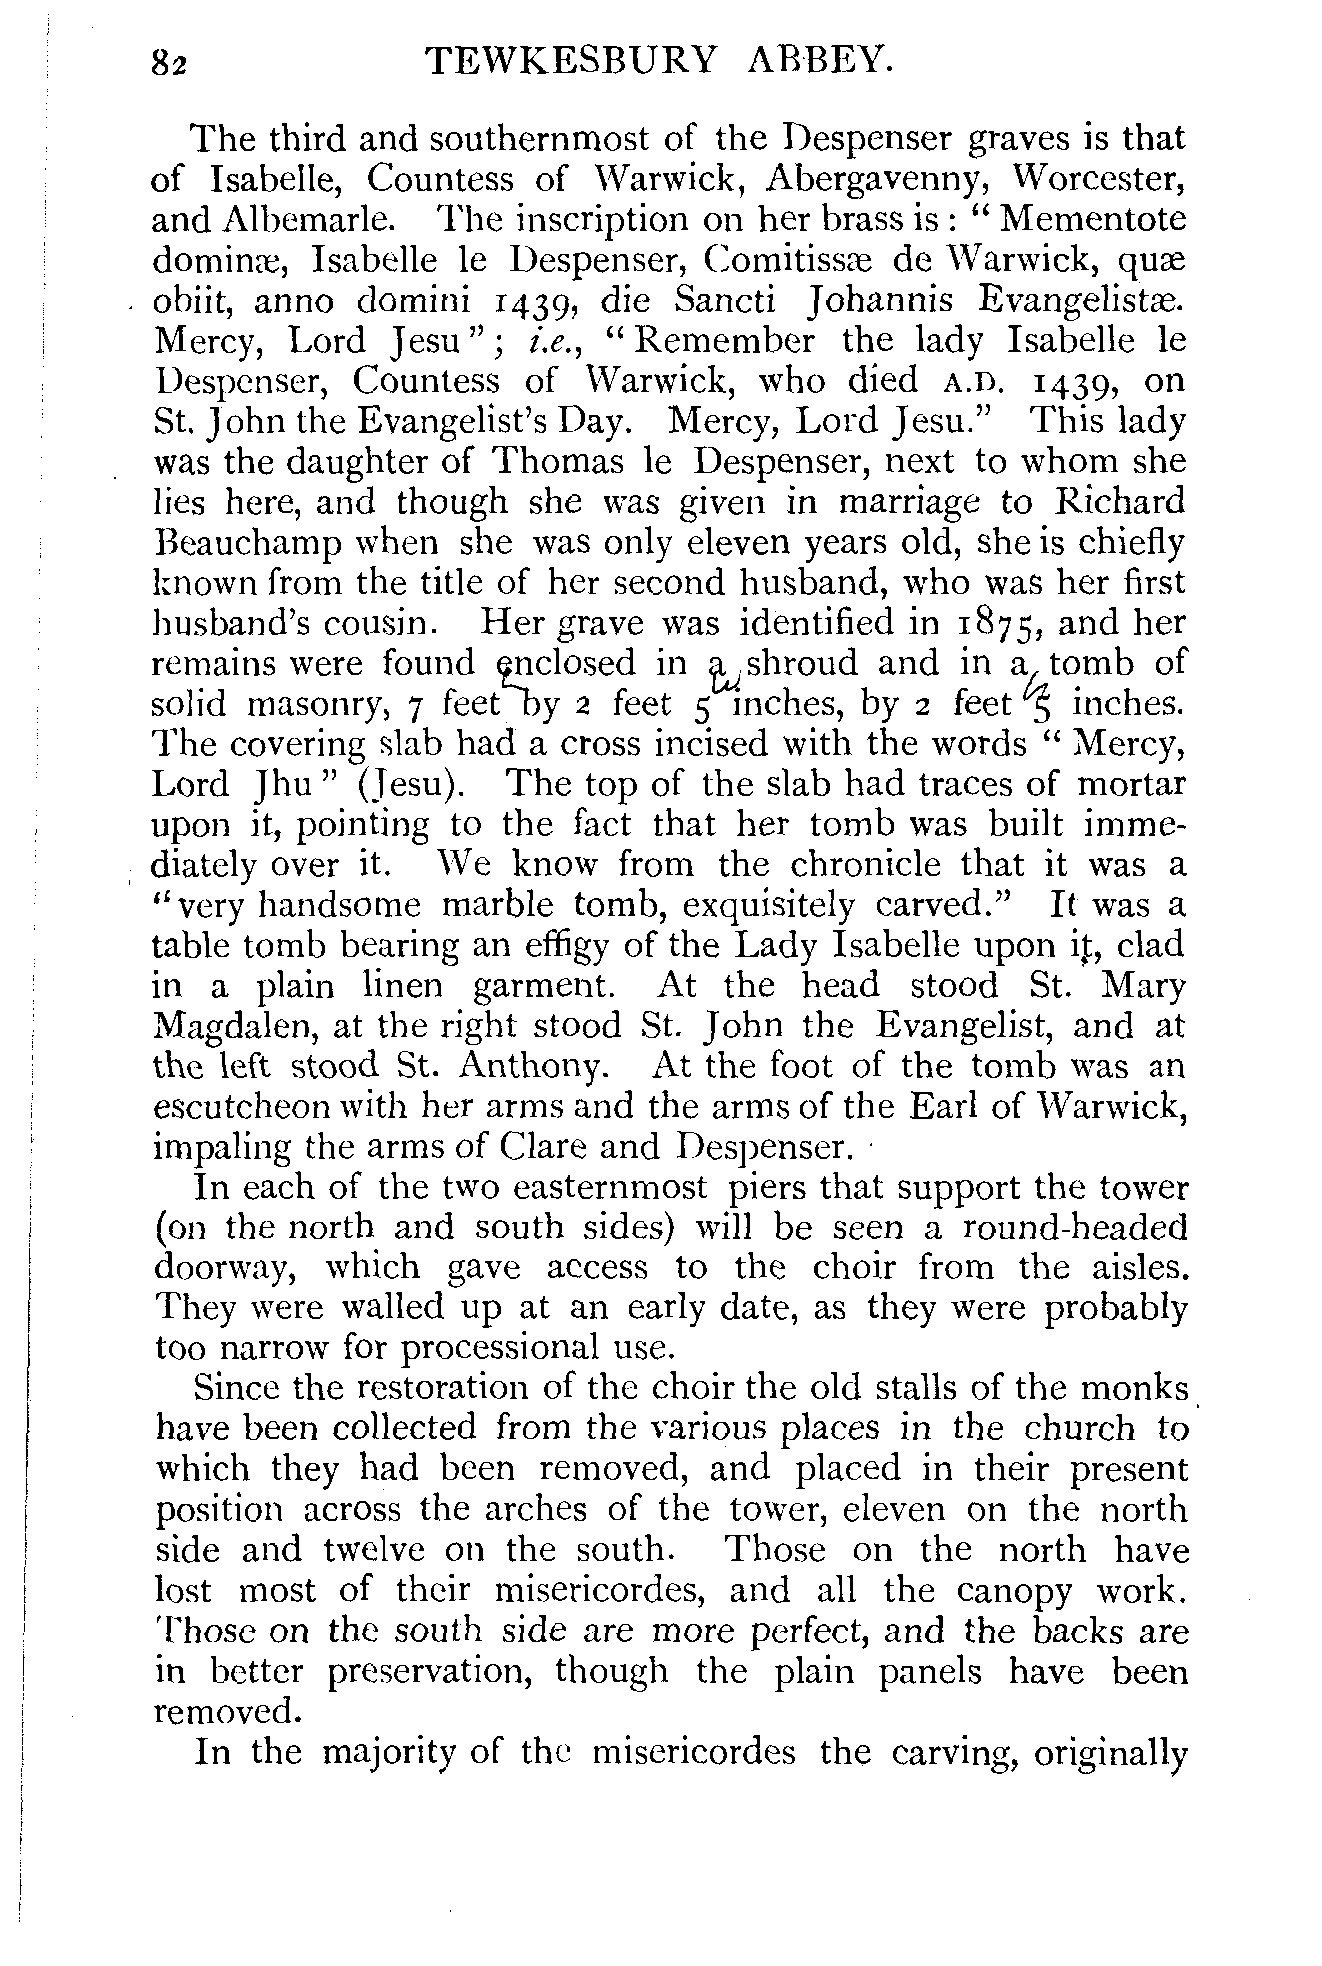 82 TEWKESBURY ABBEY.
The third and southernmost of the Despenser graves is that
of Isabelle, Countess of Warwick, Abergavenny, Worcester,
and Albemarle. The inscription on her brass is : “ Mementote
dominæ, Isabelle le Despenser, Comitissæ de Warwick, quæ
obiit, anno domini 1439, die Sancti Johannis Evangelistæ.
Mercy, Lord Jesu ” ; i.e., “ Remember the lady Isabelle le
Despenser, Countess of Warwick, who died A.D. 1439, on
St. John the Evangelist’s Day. Mercy, Lord Jesu.” This lady
was the daughter of Thomas le Despenser, next to whom she
lies here, and though she was given in marriage to Richard
Beauchamp when she was only eleven years old, she is chiefly
known from the title of her second husband, who was her first
husband’s cousin. Her grave was identified in 1875, and her
remains were found enclosed in a shroud and in a tomb of
solid masonry, 7 feet by 2 feet 5 inches, by 2 feet 5 inches.
The covering slab had a cross incised with the words “ Mercy,
Lord Jhu ” (Jesu). The top of the slab had traces of mortar
upon it, pointing to the fact that her tomb was built imme-
diately over it. We know from the chronicle that it was a
“ very handsome marble tomb, exquisitely carved.” It was a
table tomb bearing an effigy of the Lady Isabelle upon it, clad
in a plain linen garment. At the head stood St. Mary
Magdalen, at the right stood St. John the Evangelist, and at
the left stood St. Anthony. At the foot of the tomb was an
escutcheon with her arms and the arms of the Earl of Warwick,
impaling the arms of Clare and Despenser.
In each of the two easternmost piers that support the tower
(on the north and south sides) will be seen a round-headed
doorway, which gave access to the choir from the aisles.
They were walled up at an early date, as they were probably
too narrow for processional use.
Since the restoration of the choir the old stalls of the monks
have been collected from the various places in the church to
which they had been removed, and placed in their present
position across the arches of the tower, eleven on the north
side and twelve on the south. Those on the north have
lost most of their misericordes, and all the canopy work.
Those on the south side are more perfect, and the backs are
in better preservation, though the plain panels have been
removed.
In the majority of the misericordes the carving, originally